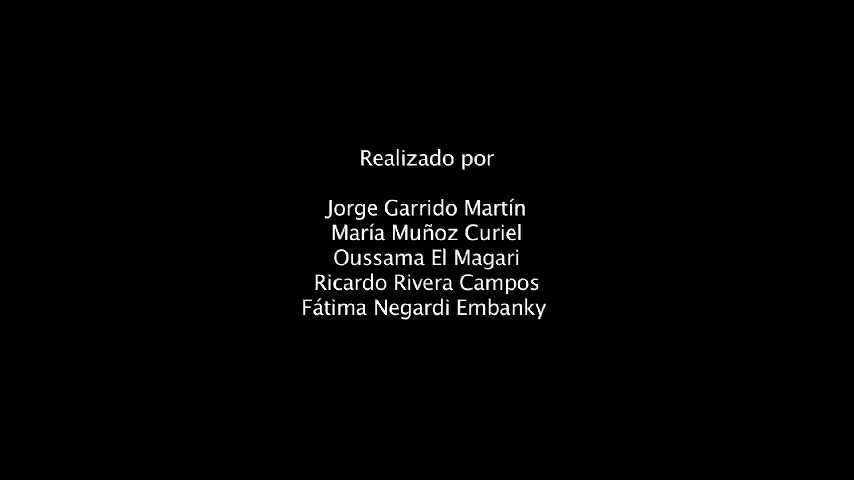 Realizado por
Jorge Garrido Martín
María Muñoz Curiel
Oussama El Magari
Ricardo Rivera Campos
Fátima Negardi Embanky